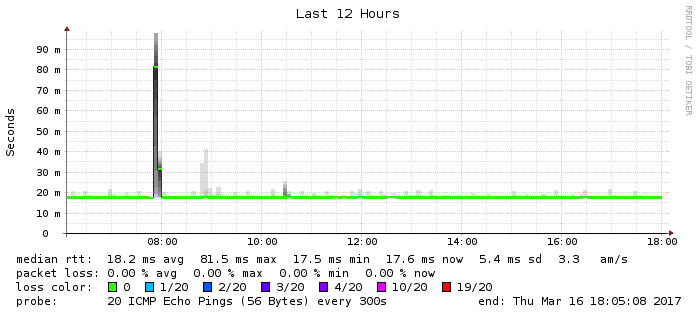 Last 12 Hours
RRDTOOL / TOBI OETIKER
Seconds
90 m
80 m
70 m
60 m
50 m
40 m
30 m
20 m
10 m
0
08:00 10:00 12:00 14:00 16:00 18:00
median rtt: 18.2 ms avg 81.5 ms max 17.5 ms min 17.6 ms now 5.4 ms sd 3.3 am/s
packet loss: 0.00 % avg 0.00 % max 0.00 % min 0.00 % now
loss color: 0 1/20 2/20 3/20 4/20 10/20 19/20
probe: 20 ICMP Echo Pings (56 Bytes) every 300s end: Thu Mar 16 18:05:08 2017